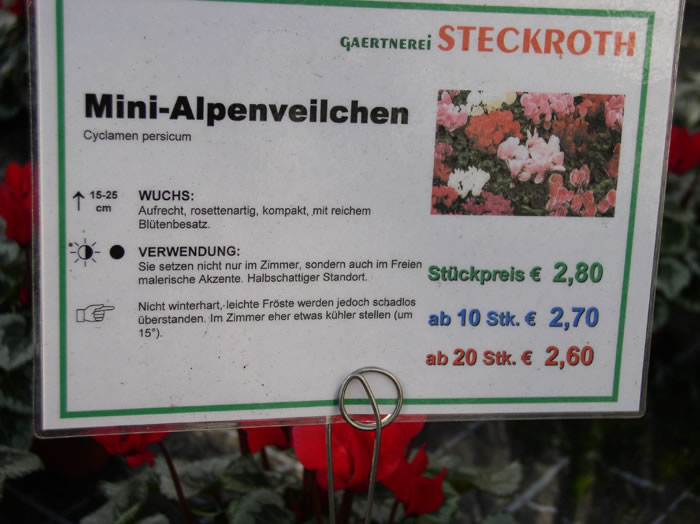 GAERTNEREi STECKROTH
Mini-Alpenveilchen
Cyclamen persicum
15-25
cm
WUCHS:
Aufrecht, rosettenartig, kompakt, mit reichem
Blütenbesatz.
VERWENDUNG:
Sie setzen nicht nur im Zimmer, sondern auch im Freien
malerische Akzente. Halbschattiger Standort.
Nicht winterhart, leichte Fröste werden jedoch schadlos
überstanden. Im Zimmer eher etwas kühler stellen (um
15°).
Stückpreis € 2,80
ab 10 Stk. € 2,70
ab 20 Stk. € 2,60